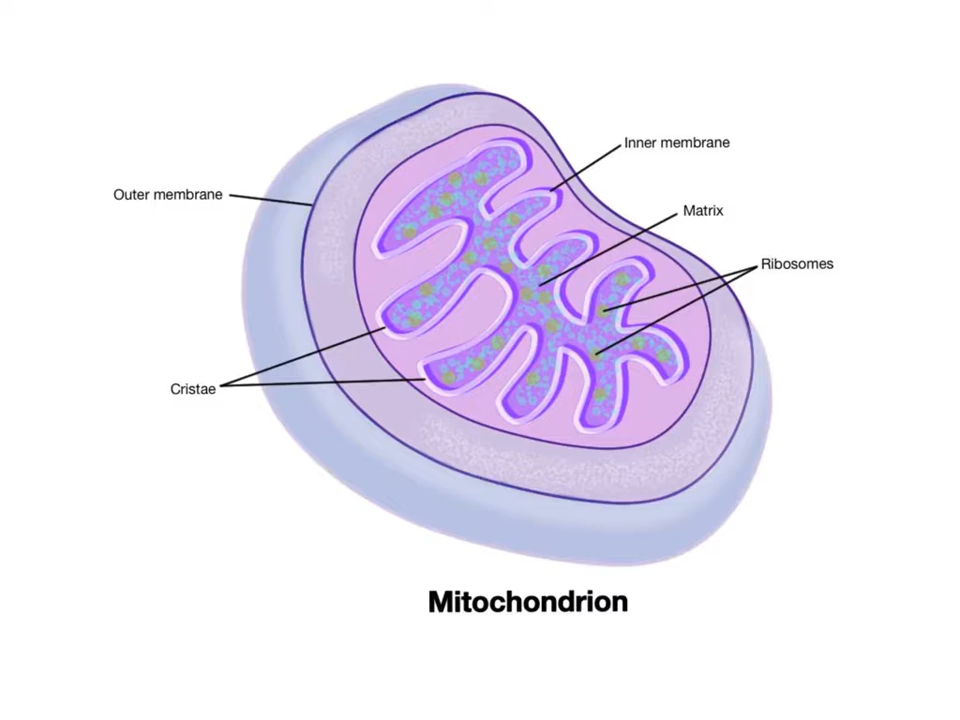 Inner membrane
Outer membrane
Matrix
Ribosomes
Cristae
Mitochondrion